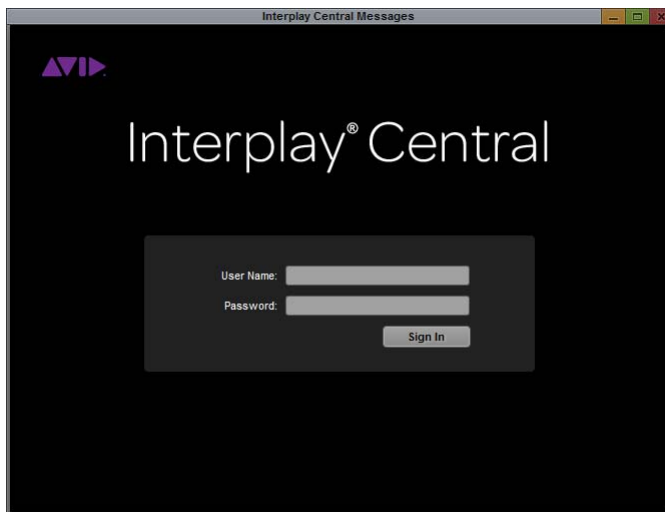 Interplay Central Messages
AVID
Interplay® Central
User Name:
Password:
Sign In